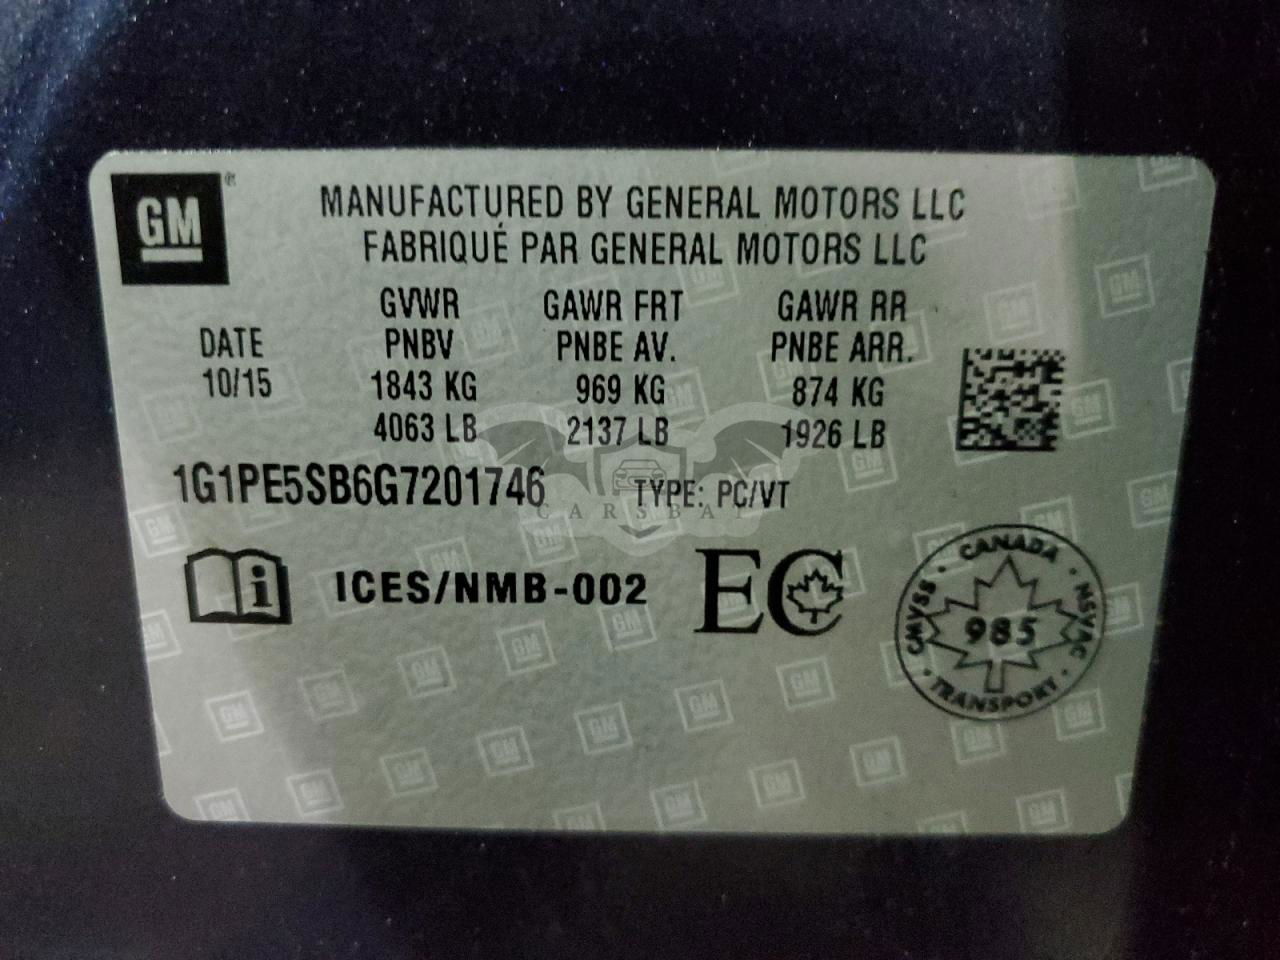 GM
MANUFACTURED BY GENERAL MOTORS LLC
FABRIQUÉ PAR GENERAL MOTORS LLC
GVWR GAWR FRT GAWR RR
DATE PNBV PNBE AV. PNBE ARR.
10/15 1843 KG 969 KG 874 KG
4063 LB 2137 LB 1926 LB
1G1PE5SB6G7201746 TYPE: PC/VT
CARSBAT
i ICES/NMB-002 EC
CANADA
CMVSS 985 NSVAC
TRANSPORT